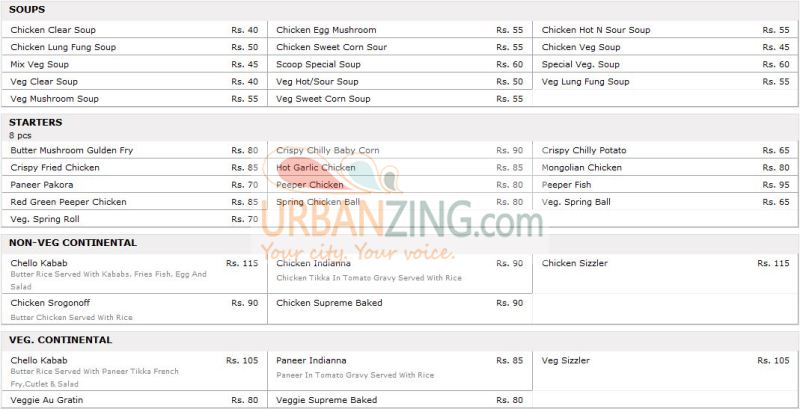 SOUPS
Chicken Clear Soup Rs. 40 Chicken Egg Mushroom Rs. 55 Chicken Hot N Sour Soup Rs. 55
Chicken Lung Fung Soup Rs. 50 Chicken Sweet Corn Sour Rs. 55 Chicken Veg Soup Rs. 45
Mix Veg Soup Rs. 45 Scoop Special Soup Rs. 60 Special Veg. Soup Rs. 60
Veg Clear Soup Rs. 40 Veg Hot/Sour Soup Rs. 50 Veg Lung Fung Soup Rs. 55
Veg Mushroom Soup Rs. 55 Veg Sweet Corn Soup Rs. 55
STARTERS
8 pcs
Butter Mushroom Gulden Fry Rs. 80 Crispy Chilly Baby Corn Rs. 90 Crispy Chilly Potato Rs. 65
Crispy Fried Chicken Rs. 85 Hot Garlic Chicken Rs. 85 Mongolian Chicken Rs. 80
Paneer Pakora Rs. 70 Peeper Chicken Rs. 80 Peeper Fish Rs. 95
Red Green Peeper Chicken Rs. 85 Spring Chicken Ball Rs. 80 Veg. Spring Ball Rs. 65
Veg. Spring Roll Rs. 70
URBANZING.com
Your city. Your voice.
NON-VEG CONTINENTAL
Chello Kabab Rs. 115 Chicken Indianna Rs. 90 Chicken Sizzler Rs. 115
Butter Rice Served With Kababs, Fries Fish, Egg And Chicken Tikka In Tomato Gravy Served With Rice
Salad
Chicken Srogonoff Rs. 90 Chicken Supreme Baked Rs. 90
Butter Chicken Served With Rice
VEG. CONTINENTAL
Chello Kabab Rs. 105 Paneer Indianna Rs. 85 Veg Sizzler Rs. 105
Butter Rice Served With Paneer Tikka French Paneer In Tomato Gravy Served With Rice
Fry,Cutlet & Salad
Veggie Au Gratin Rs. 80 Veggie Supreme Baked Rs. 80